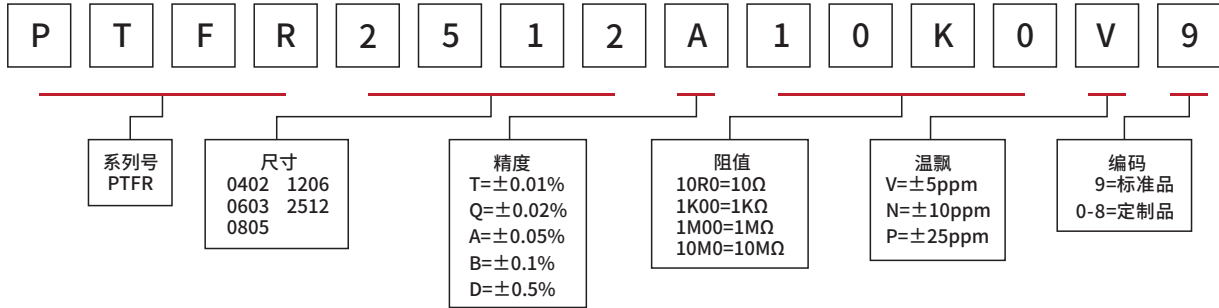 P T F R 2 5 1 2 A 1 0 K 0 V 9
系列号
PTFR
尺寸
0402 1206
0603 2512
0805
精度
T=±0.01%
Q=±0.02%
A=±0.05%
B=±0.1%
D=±0.5%
阻值
10R0=10Ω
1K00=1KΩ
1M00=1MΩ
10M0=10MΩ
温飘
V=±5ppm
N=±10ppm
P=±25ppm
编码
9=标准品
0-8=定制品